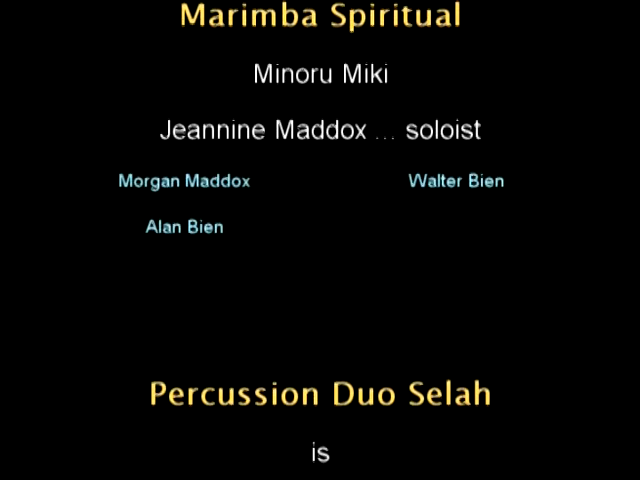 Marimba Spiritual
Minoru Miki
Jeannine Maddox ... soloist
Morgan Maddox Walter Bien
Alan Bien
Percussion Duo Selah
is